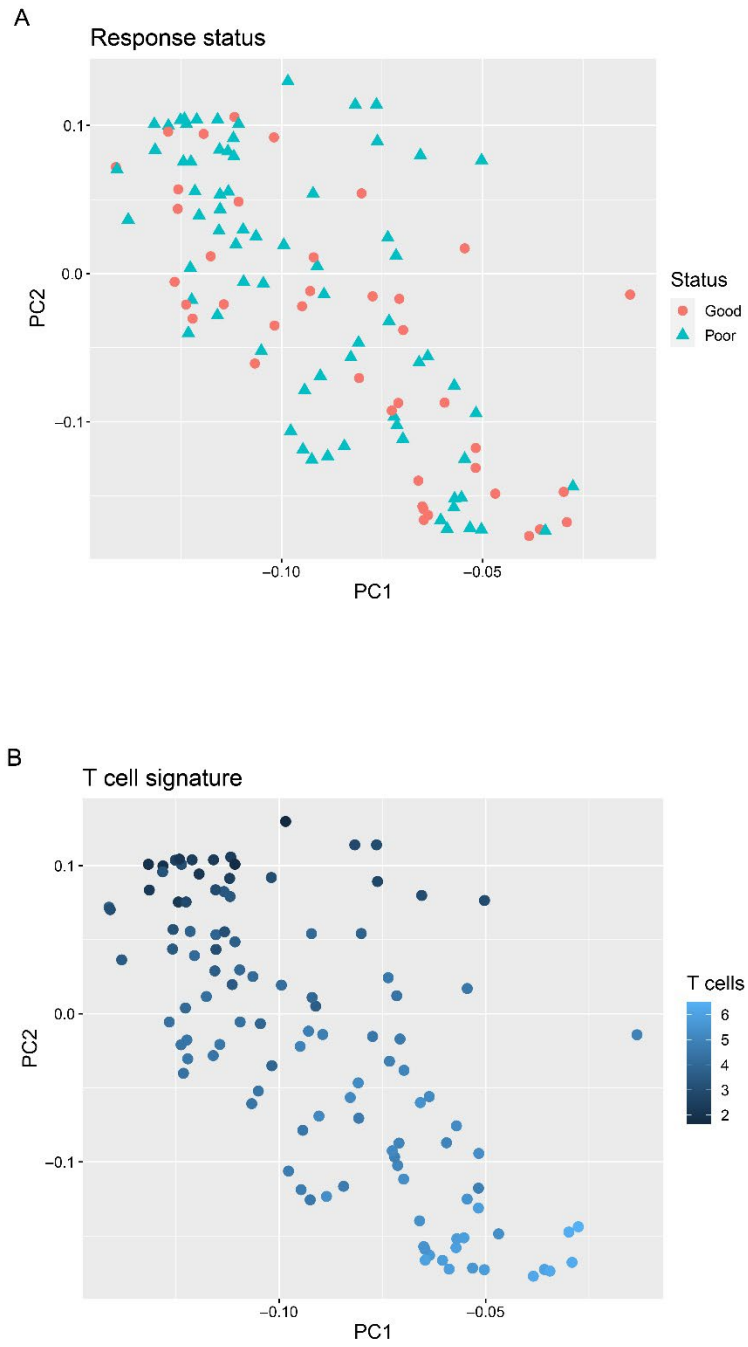 A
Response status
0.1
0.0
−0.1
PC2
−0.10
−0.05
PC1
Status
Good
Poor
B
T cell signature
0.1
0.0
−0.1
PC2
−0.10
−0.05
PC1
T cells
6
5
4
3
2